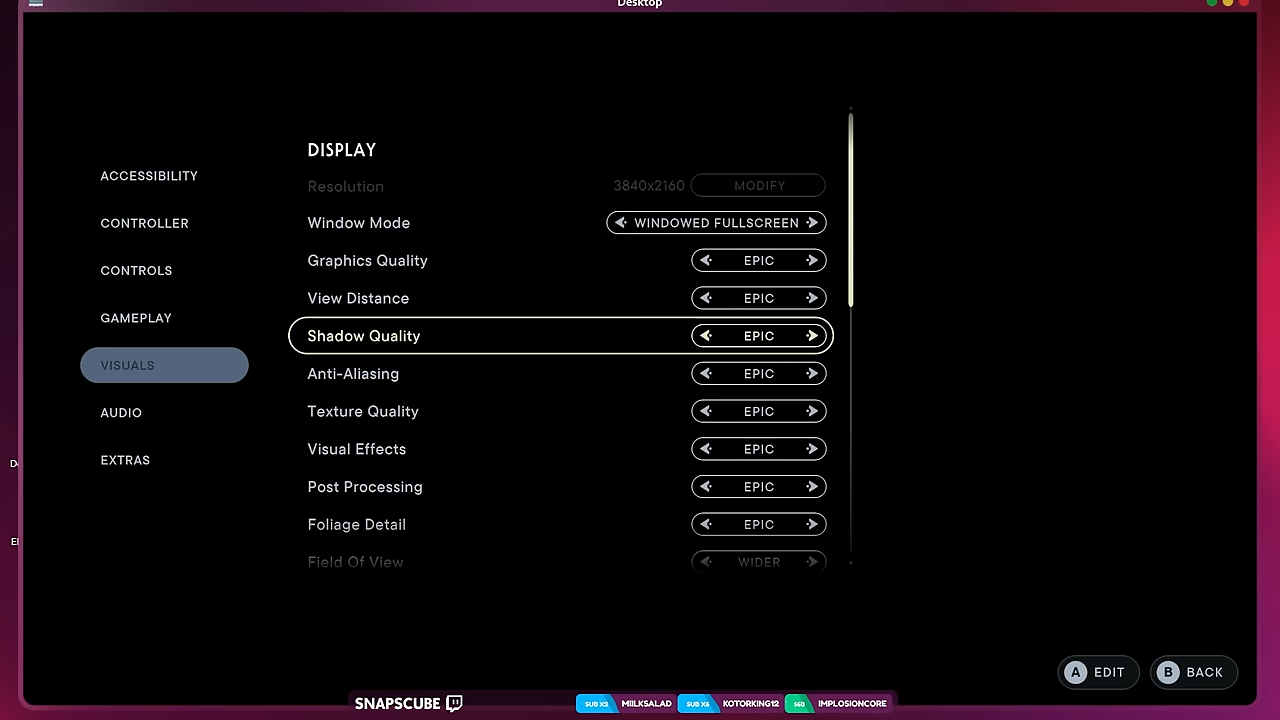 Desktop
DISPLAY
ACCESSIBILITY
CONTROLLER
CONTROLS
GAMEPLAY
VISUALS
AUDIO
EXTRAS
Resolution 3840x2160 MODIFY
Window Mode WINDOWED FULLSCREEN
Graphics Quality EPIC
View Distance EPIC
Shadow Quality EPIC
Anti-Aliasing EPIC
Texture Quality EPIC
Visual Effects EPIC
Post Processing EPIC
Foliage Detail EPIC
Field Of View WIDER
A EDIT B BACK
SNAPSCUBE SUB X2 MIILKSALAD SUB X6 KOTORKING12 560 IMPLOSIONCORE